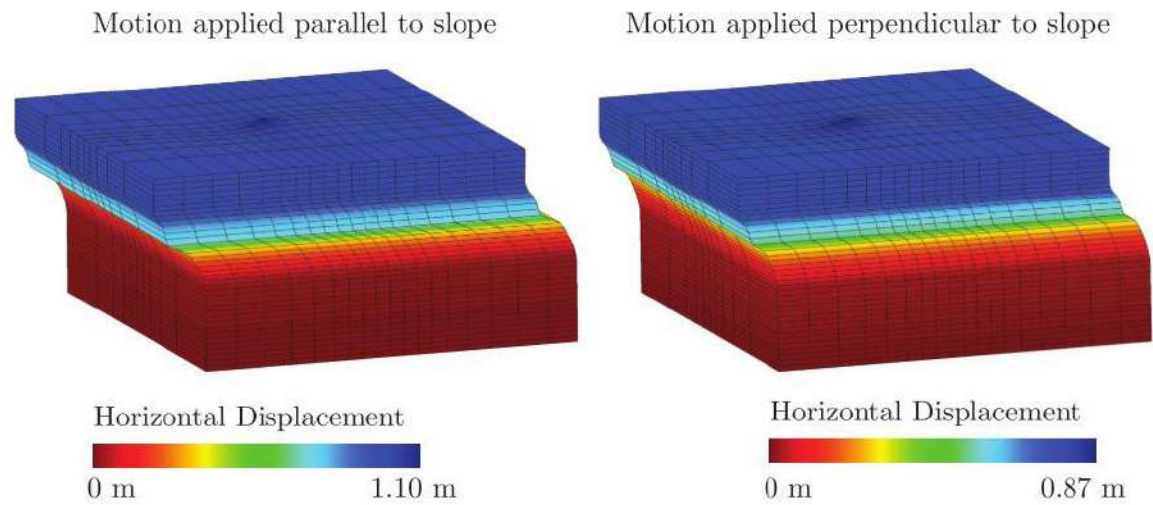 Motion applied parallel to slope
Motion applied perpendicular to slope
Horizontal Displacement
0 m 1.10 m
Horizontal Displacement
0 m 0.87 m